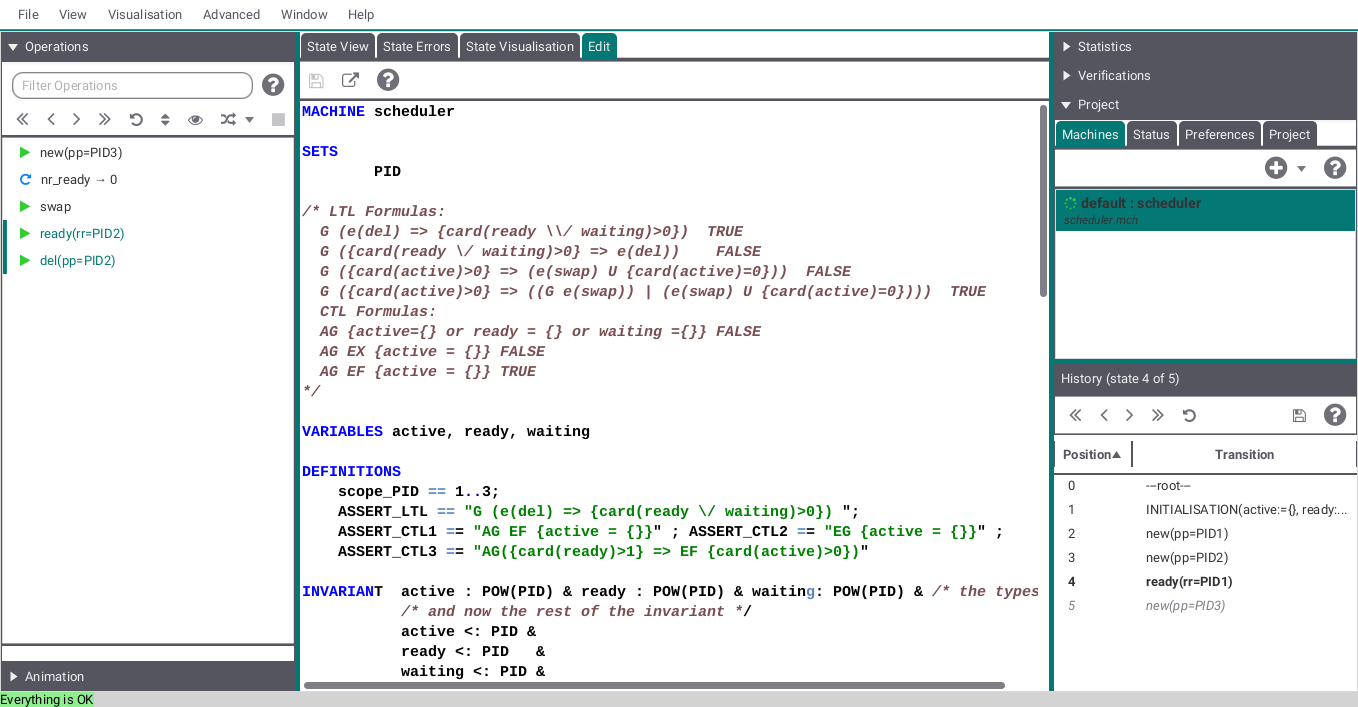 File View Visualisation Advanced Window Help
Operations
Filter Operations
new(pp=PID3)
nr_ready → 0
swap
ready(rr=PID2)
del(pp=PID2)
Animation
Everything is OK
State View State Errors State Visualisation Edit
MACHINE scheduler
SETS
PID
/* LTL Formulas:
G (e(del) => {card(ready \\/ waiting)>0}) TRUE
G ({card(ready \/ waiting)>0} => e(del)) FALSE
G ({card(active)>0} => (e(swap) U {card(active)=0})) FALSE
G ({card(active)>0} => ((G e(swap)) | (e(swap) U {card(active)=0}))) TRUE
CTL Formulas:
AG {active={} or ready = {} or waiting ={}} FALSE
AG EX {active = {}} FALSE
AG EF {active = {}} TRUE
*/
VARIABLES active, ready, waiting
DEFINITIONS
scope_PID == 1..3;
ASSERT_LTL == "G (e(del) => {card(ready \/ waiting)>0}) ";
ASSERT_CTL1 == "AG EF {active = {}}" ; ASSERT_CTL2 == "EG {active = {}}" ;
ASSERT_CTL3 == "AG({card(ready)>1} => EF {card(active)>0})"
INVARIANT active : POW(PID) & ready : POW(PID) & waiting: POW(PID) & /* the types
/* and now the rest of the invariant */
active <: PID &
ready <: PID &
waiting <: PID &
Statistics
Verifications
Project
Machines Status Preferences Project
default : scheduler
scheduler.mch
History (state 4 of 5)
Position Transition
0 ---root---
1 INITIALISATION(active:={}, ready:...
2 new(pp=PID1)
3 new(pp=PID2)
4 ready(rr=PID1)
5 new(pp=PID3)